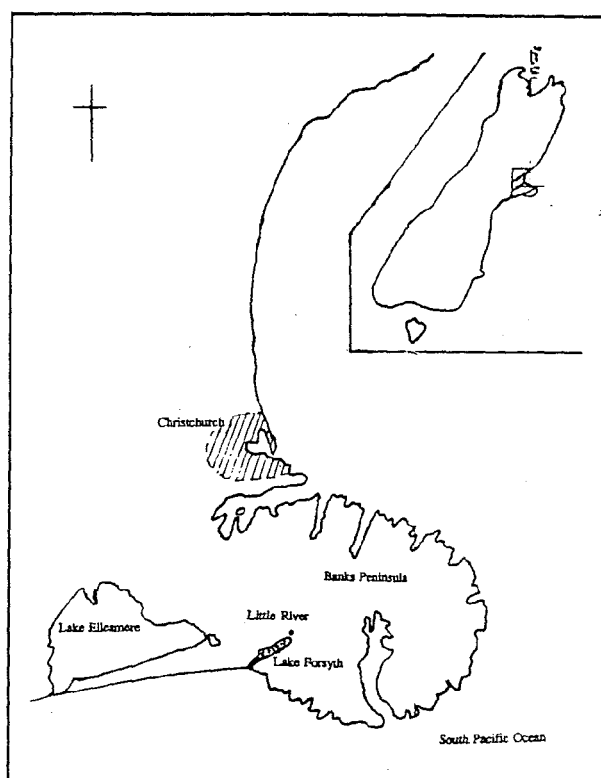 Christchurch
Banks Peninsula
Little River
Lake Ellesmere
Lake Forsyth
South Pacific Ocean